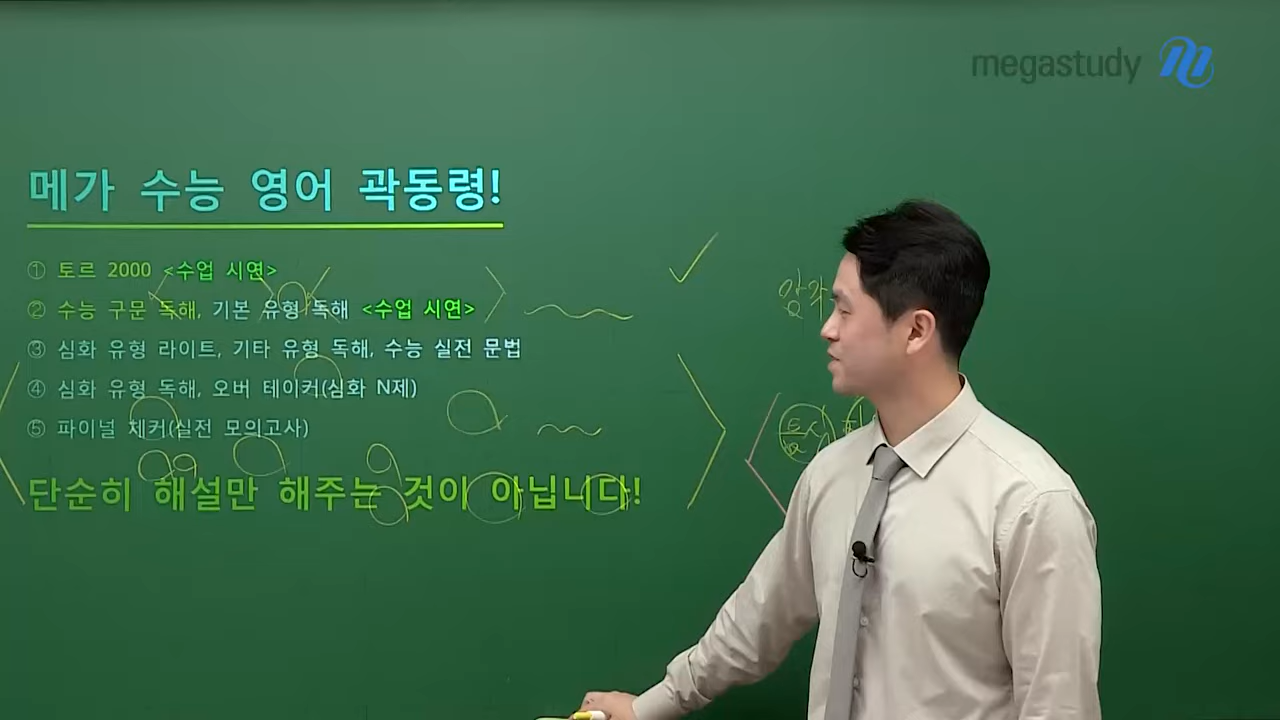 megastudy
메가 수능 영어 곽동령!
① 토르 2000 <수업 시연>
② 수능 구문 독해, 기본 유형 독해 <수업 시연>
③ 심화 유형 라이트, 기타 유형 독해, 수능 실전 문법
④ 심화 유형 독해, 오버 테이커(심화 N제)
⑤ 파이널 체커(실전 모의고사)
단순히 해설만 해주는 것이 아닙니다!